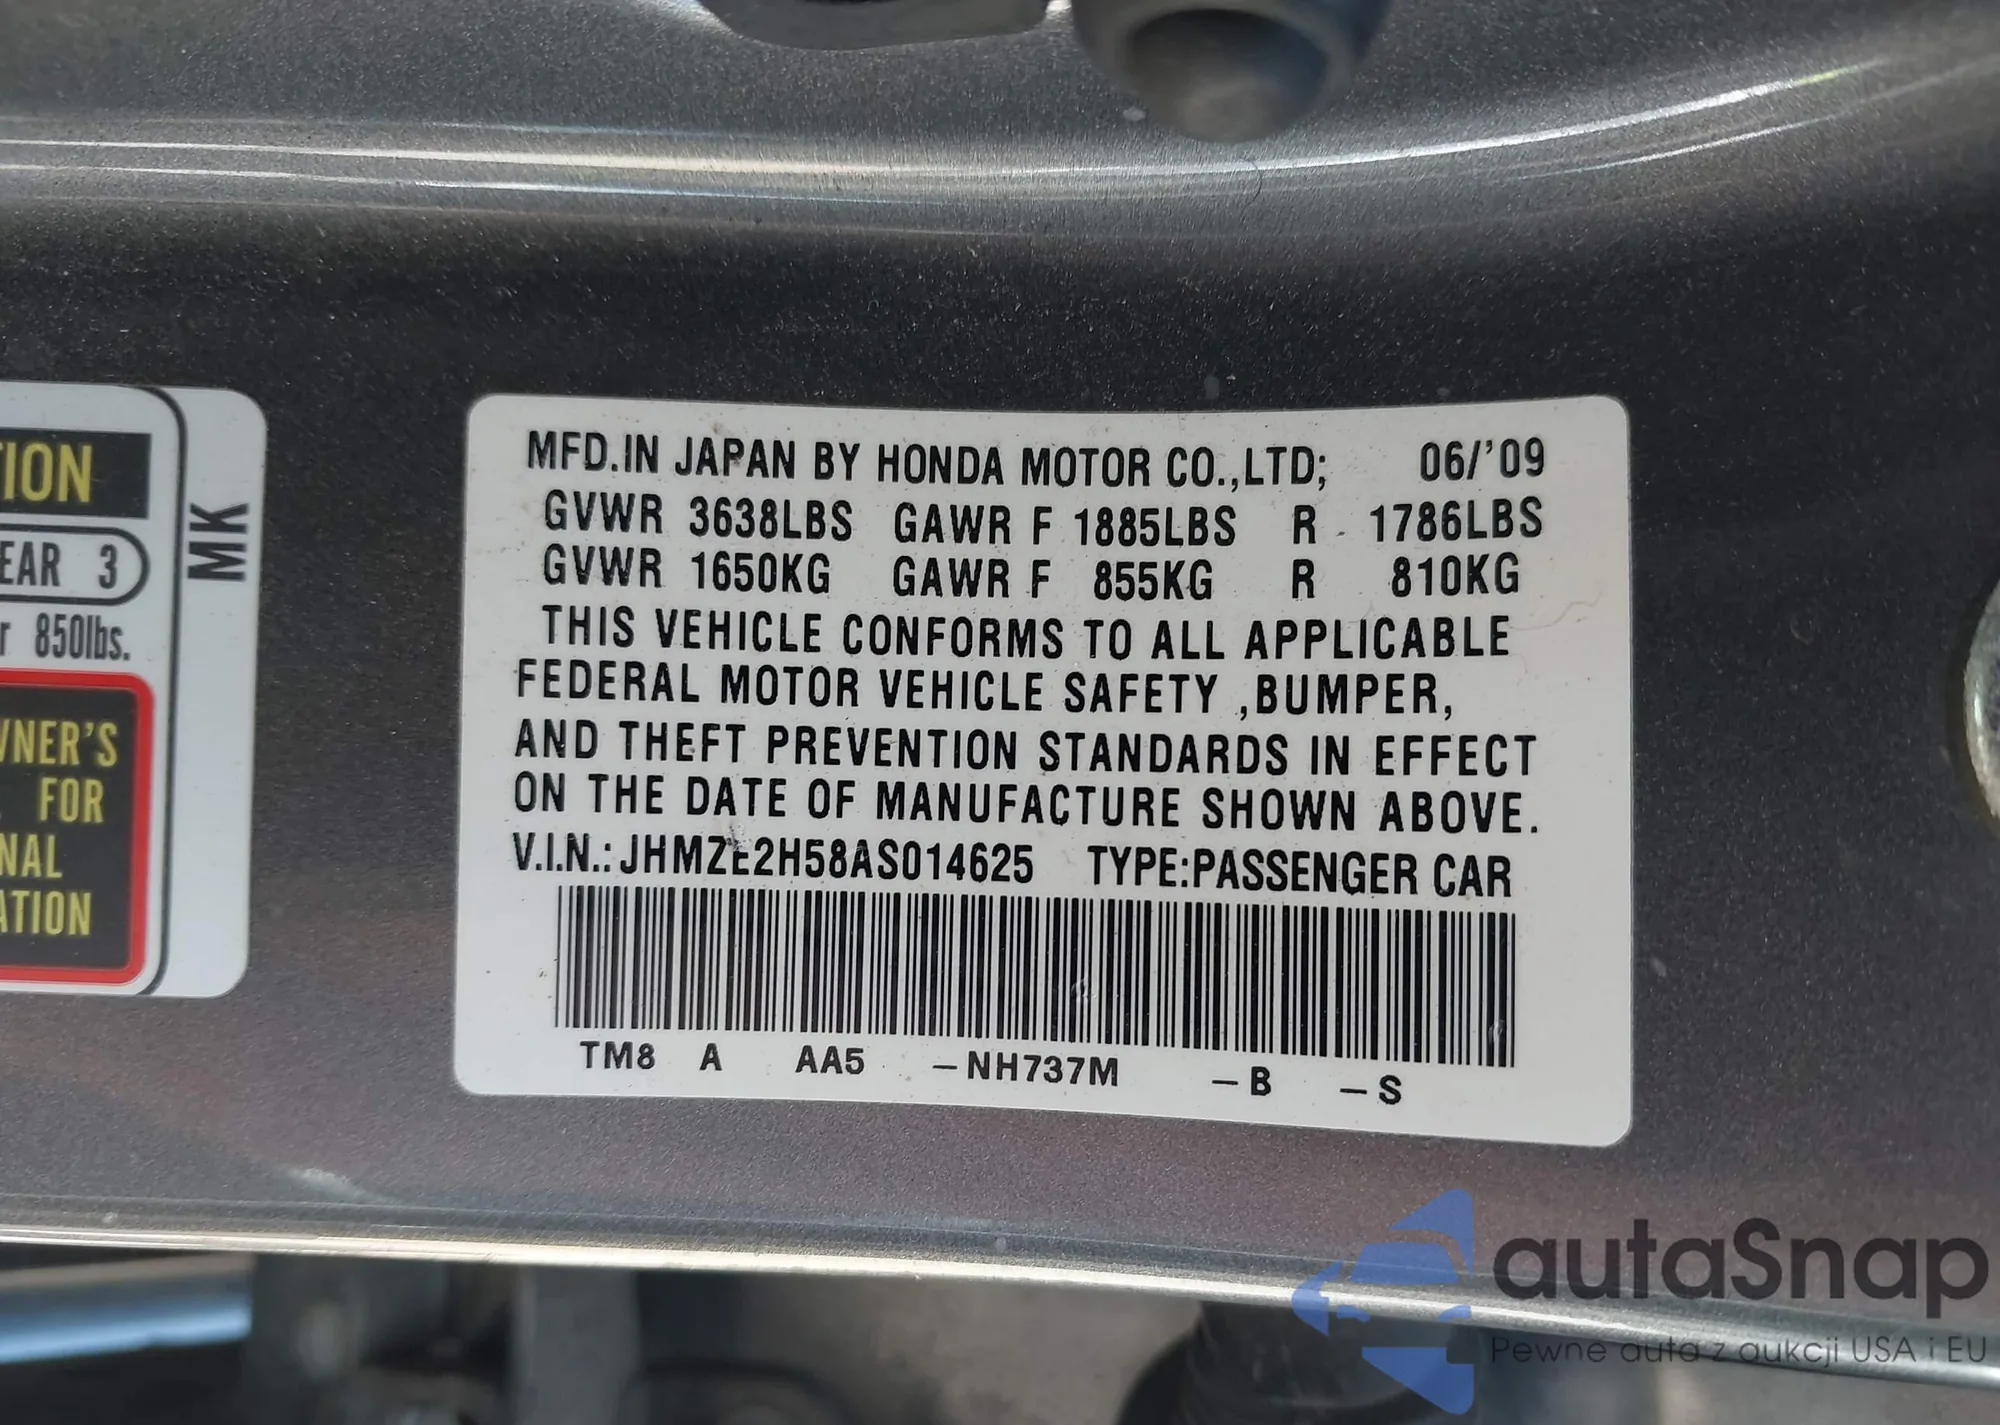 TION
EAR 3
850lbs.
FOR
MK
MFD.IN JAPAN BY HONDA MOTOR CO.,LTD; 06/'09
GVWR 3638LBS GAWR F 1885LBS R - 1786LBS
GVWR 1650KG GAWR F 855KG R 810KG
THIS VEHICLE CONFORMS TO ALL APPLICABLE
FEDERAL MOTOR VEHICLE SAFETY ,BUMPER,
AND THEFT PREVENTION STANDARDS IN EFFECT
ON THE DATE OF MANUFACTURE SHOWN ABOVE.
V.I.N.: JHMZE2H58AS014625 TYPE:PASSENGER CAR
TM8 A AA5 –NH737M –B –S
autaSnap
Pewne auta z aukcji USA i EU